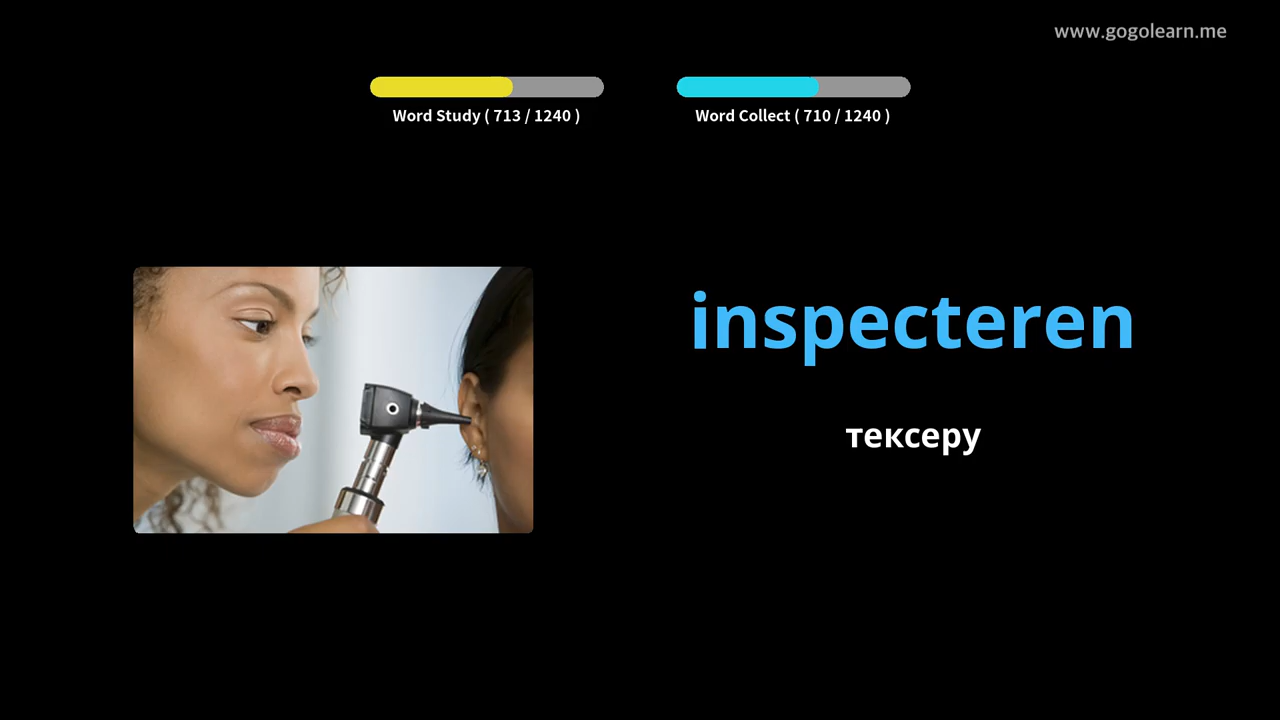 www.gogolearn.me
Word Study ( 713 / 1240 )
Word Collect ( 710 / 1240 )
inspecteren
тексеру